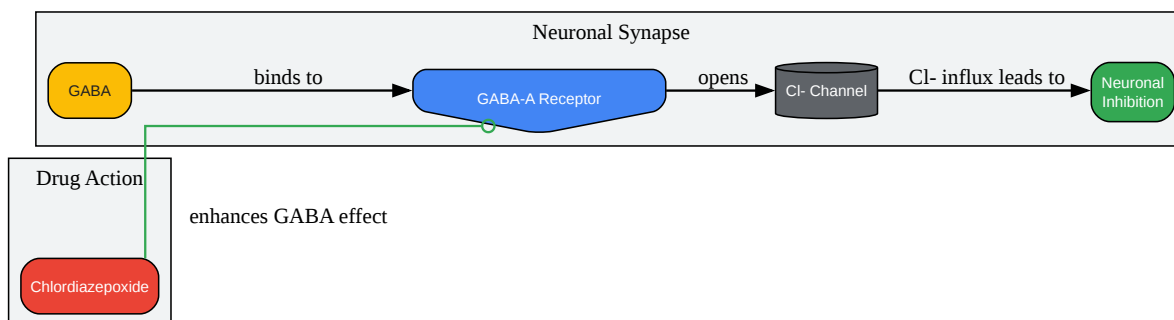 Neuronal Synapse
GABA
binds to
GABA-A Receptor
opens
Cl- Channel
Cl- influx leads to
Neuronal
Inhibition
Drug Action
enhances GABA effect
Chlordiazepoxide